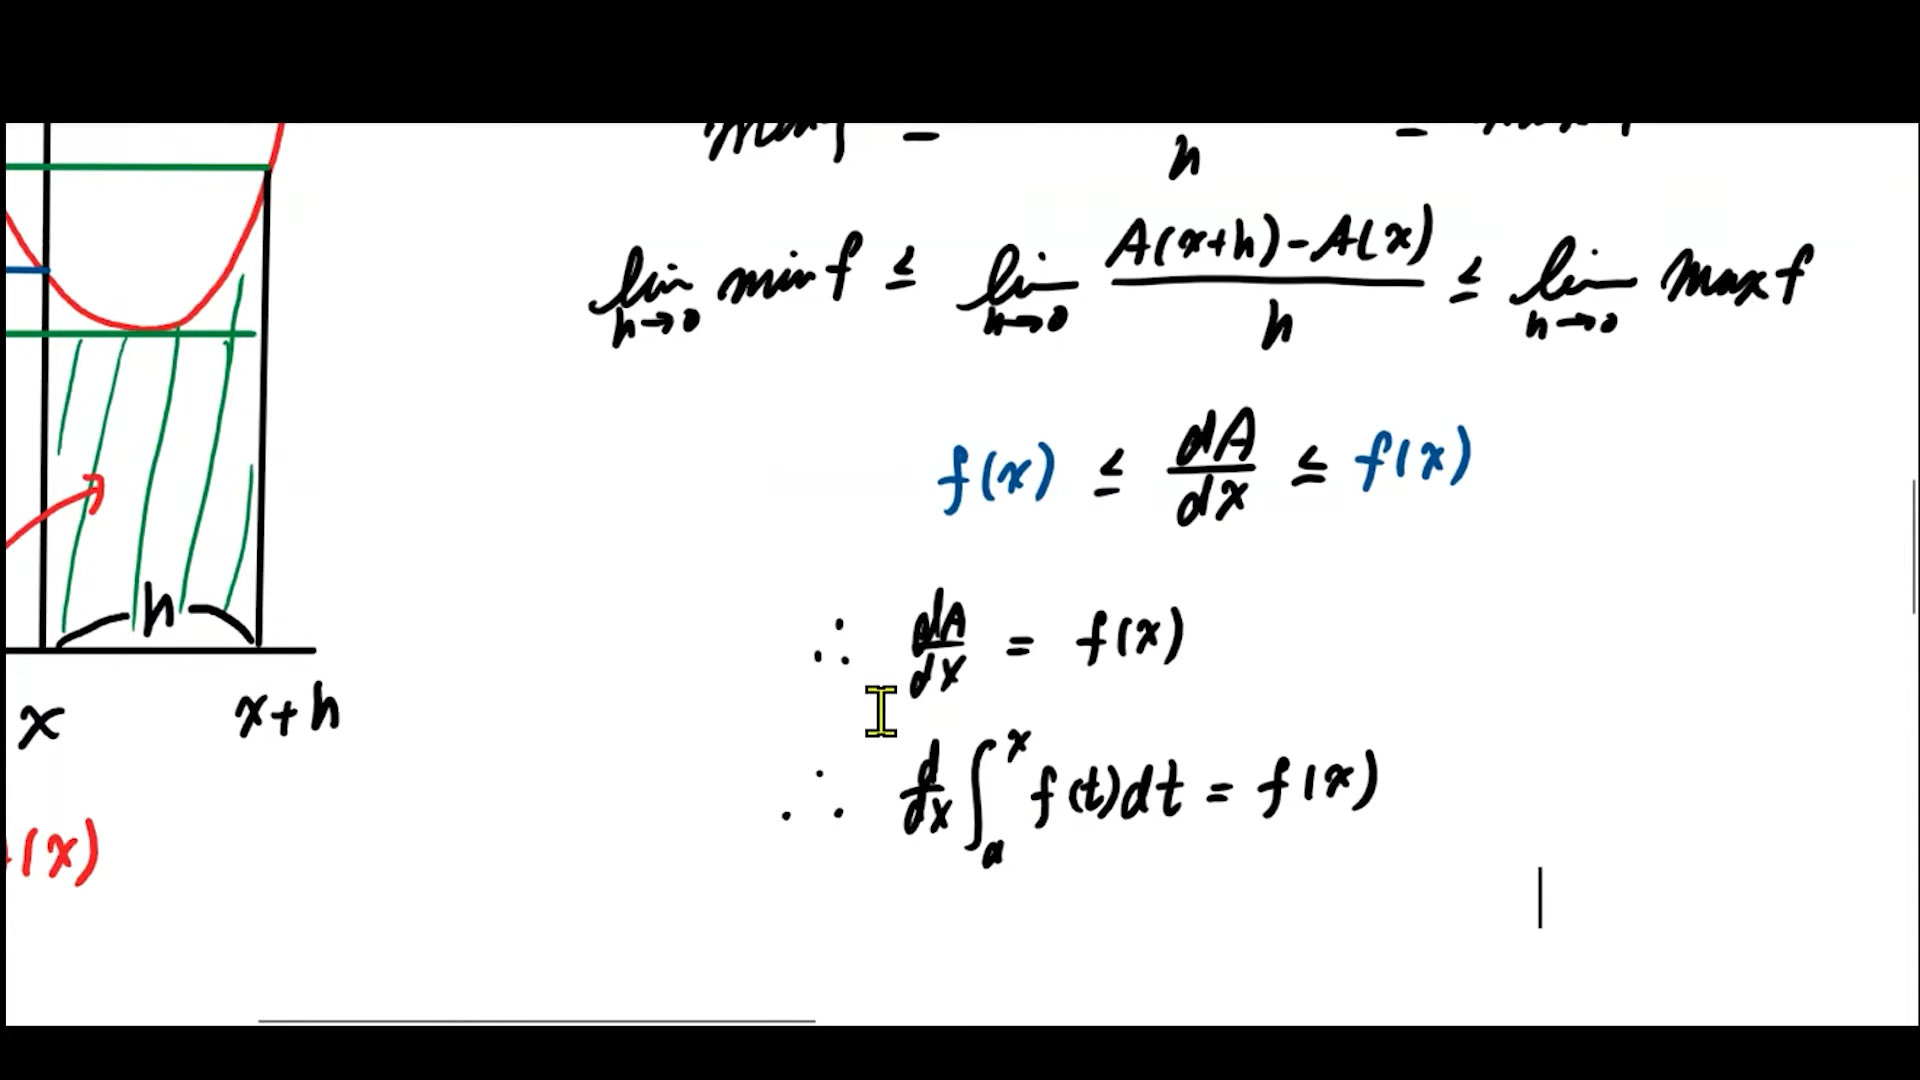 h
lim h→0 min f ≤ lim h→0 (A(x+h)-A(x))/h ≤ lim h→0 max f
f(x) ≤ dA/dx ≤ f(x)
∴ dA/dx = f(x)
∴ d/dx ∫_a^x f(t)dt = f(x)
h
x
x+h
(x)